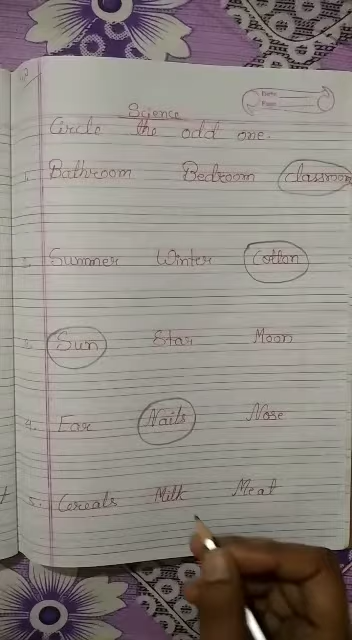 Science
Circle the odd one.
1. Bathroom Bedroom Classroom
2. Summer Winter Cotton
3. Sun Star Moon
4. Ear Nails Nose
5. Cereals Milk Meat